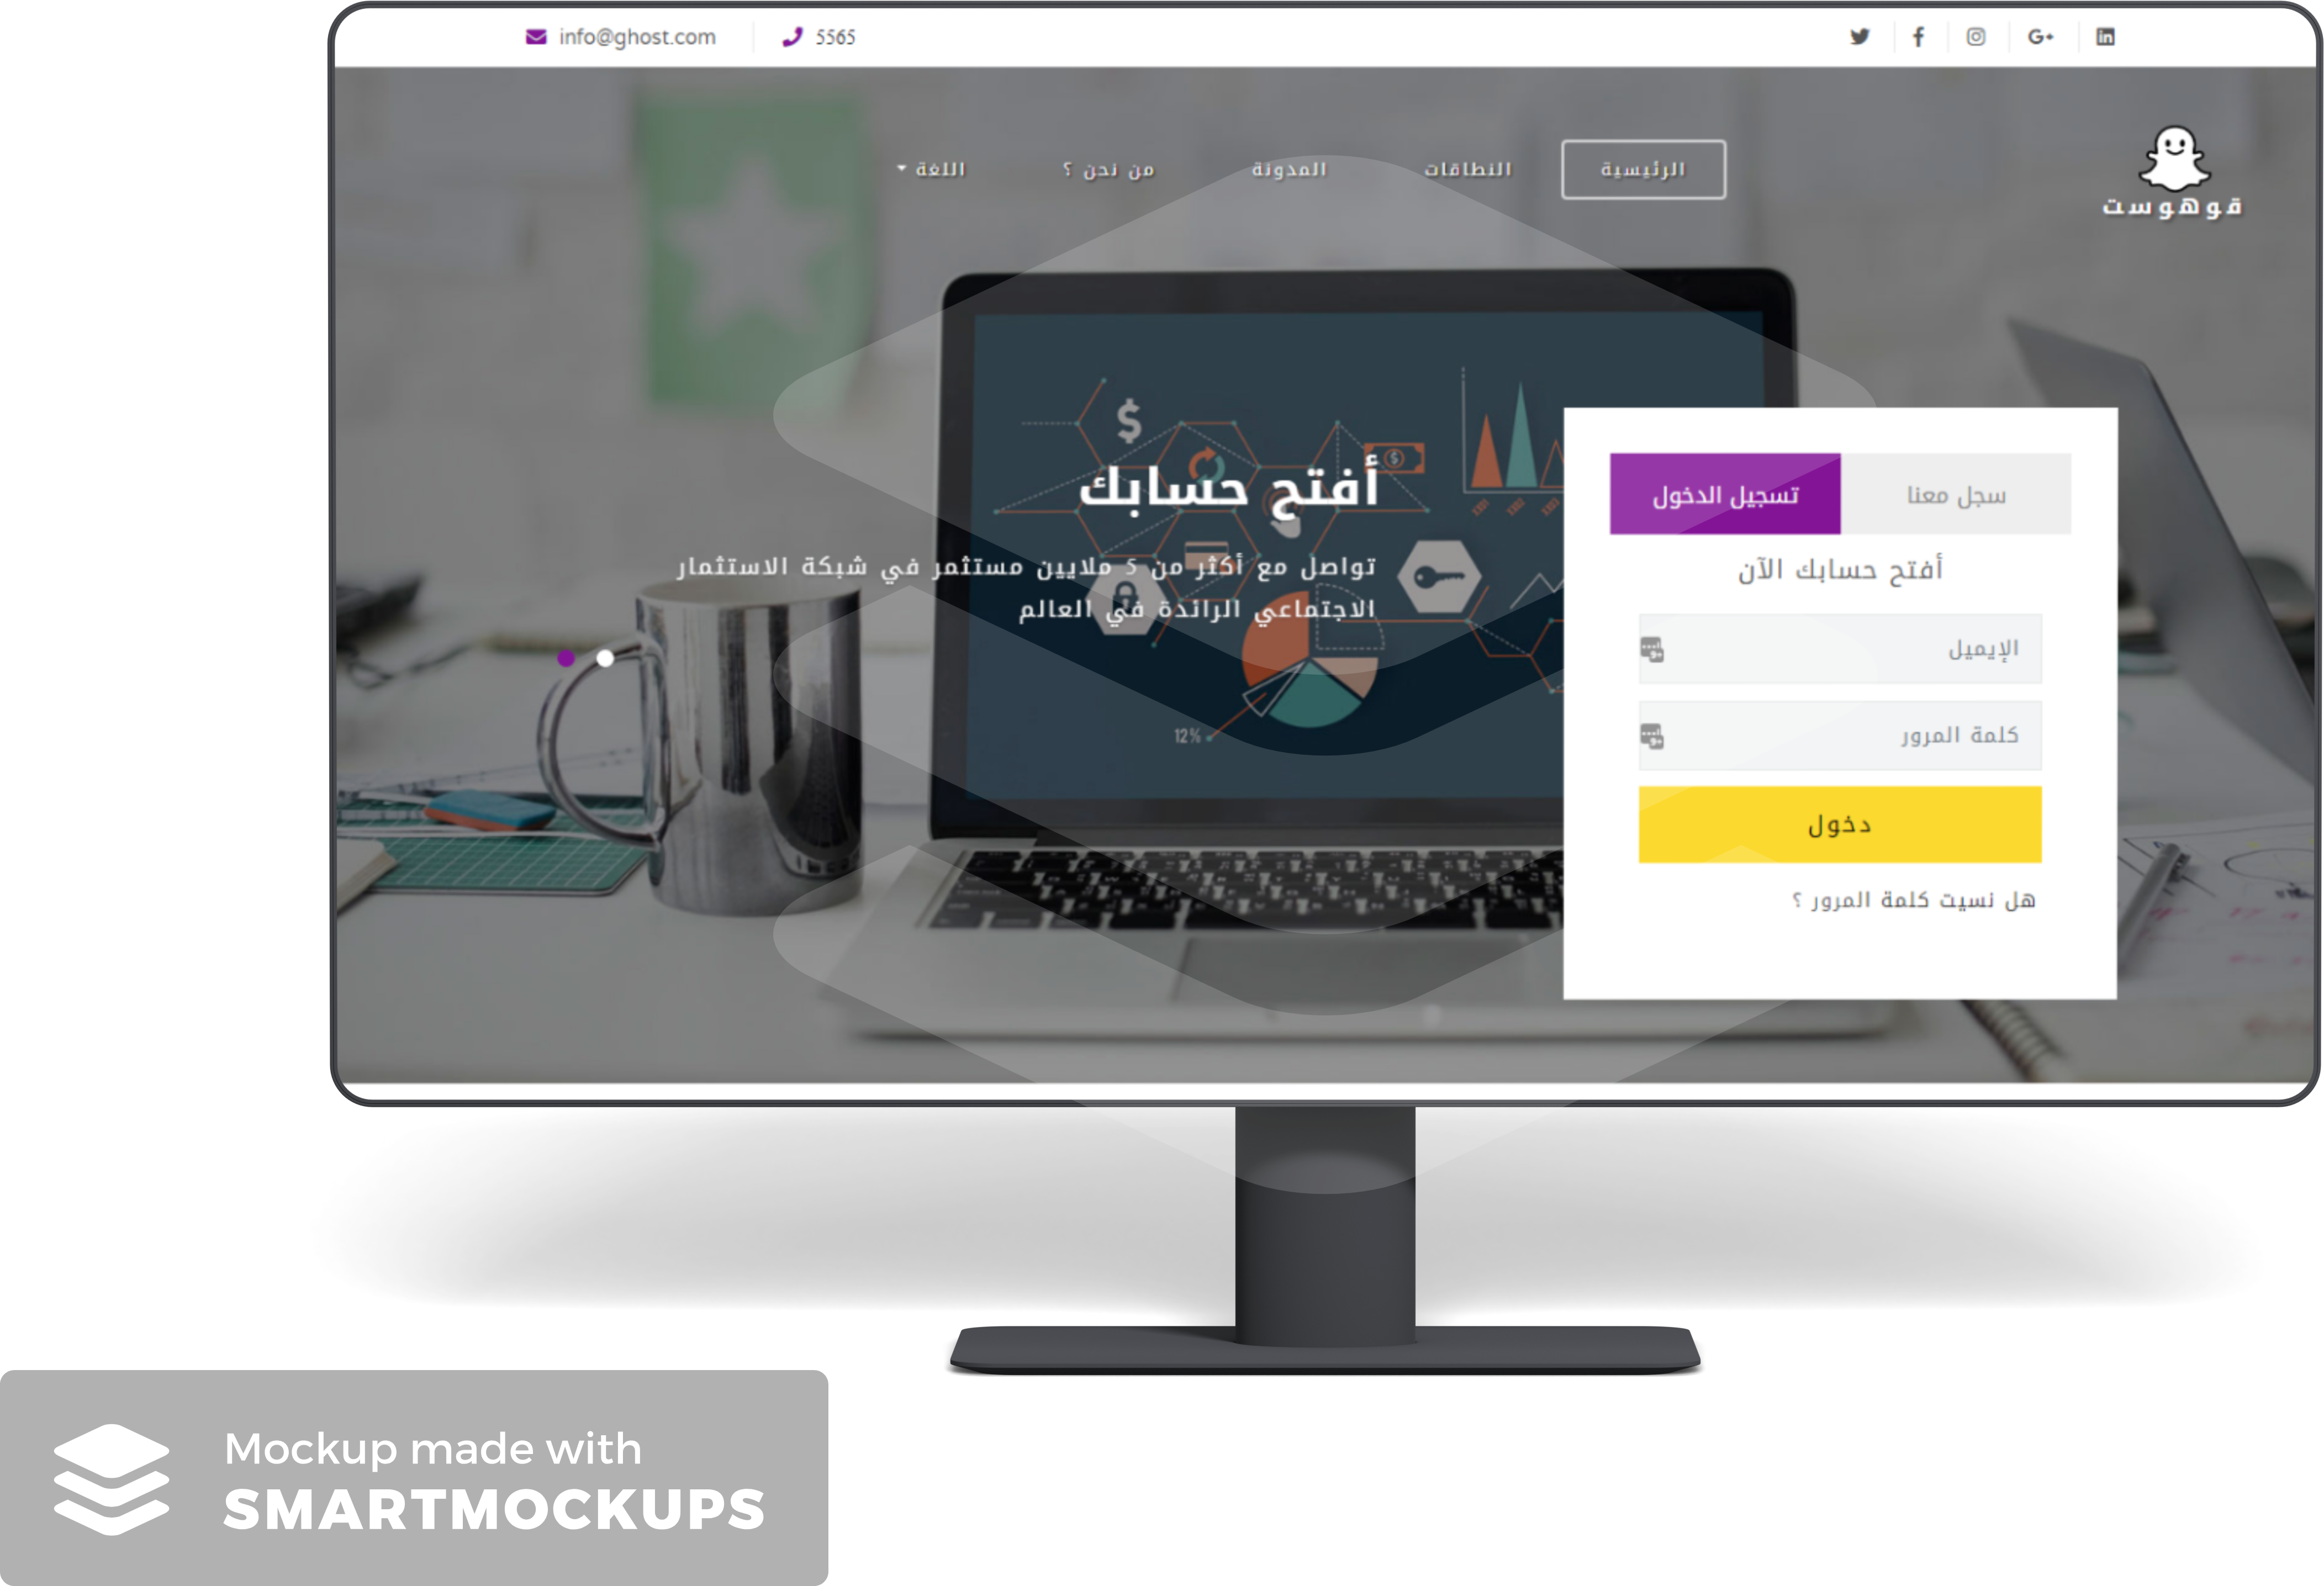 info@ghost.com 5565
قوهوست
الرئيسية النطاقات المدونة من نحن ؟ اللغة
أفتح حسابك
تواصل مع أكثر من 5 ملايين مستثمر في شبكة الاستثمار
الاجتماعي الرائدة في العالم
12%
سجل معنا تسجيل الدخول
أفتح حسابك الآن
الإيميل
كلمة المرور
دخول
هل نسيت كلمة المرور ؟
Mockup made with
SMARTMOCKUPS